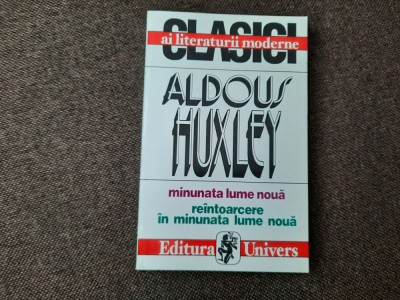 CLASICI
ai literaturii moderne
ALDOUS
HUXLEY
minunata lume nouă
reîntoarcere
în minunata lume nouă
Editura Univers